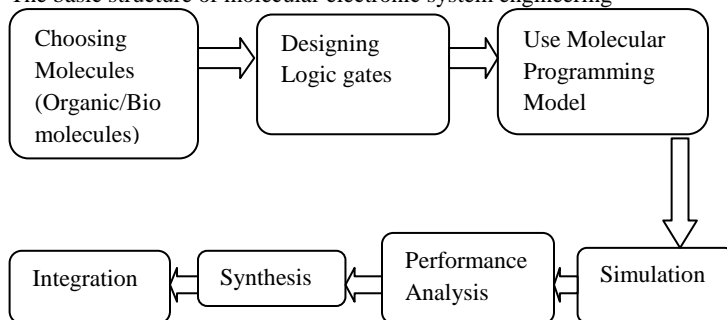 The basic structure of molecular electronic system engineering
Choosing
Molecules
(Organic/Bio
molecules)
Designing
Logic gates
Use Molecular
Programming
Model
Simulation
Performance
Analysis
Synthesis
Integration